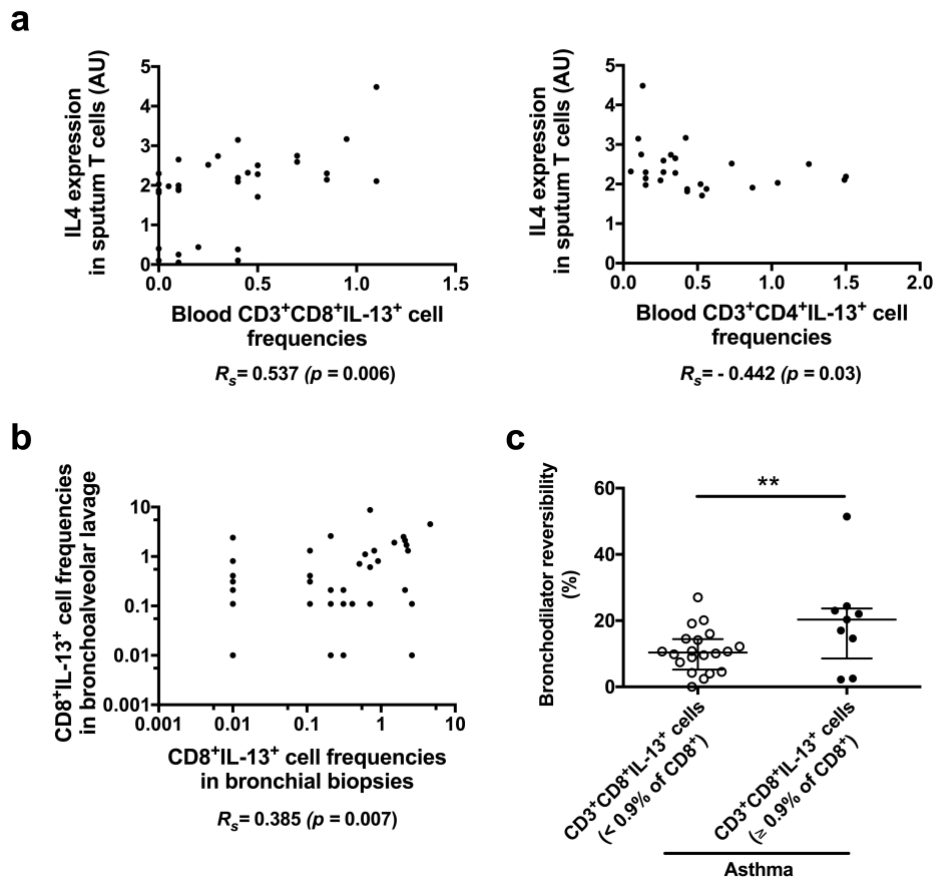 a
IL4 expression
in sputum T cells (AU)
5
4
3
2
1
0
0.0 0.5 1.0 1.5
Blood CD3⁺CD8⁺IL-13⁺ cell
frequencies
Rₛ= 0.537 (p = 0.006)
IL4 expression
in sputum T cells (AU)
5
4
3
2
1
0
0.0 0.5 1.0 1.5 2.0
Blood CD3⁺CD4⁺IL-13⁺ cell
frequencies
Rₛ= - 0.442 (p = 0.03)
b
CD8⁺IL-13⁺ cell frequencies
in bronchoalveolar lavage
10
1
0.1
0.01
0.001
0.001 0.01 0.1 1 10
CD8⁺IL-13⁺ cell frequencies
in bronchial biopsies
Rₛ= 0.385 (p = 0.007)
c
Bronchodilator reversibility
(%)
60
40
20
0
**
CD3⁺CD8⁺IL-13⁺ cells
(< 0.9% of CD8⁺)
CD3⁺CD8⁺IL-13⁺ cells
(≥ 0.9% of CD8⁺)
Asthma